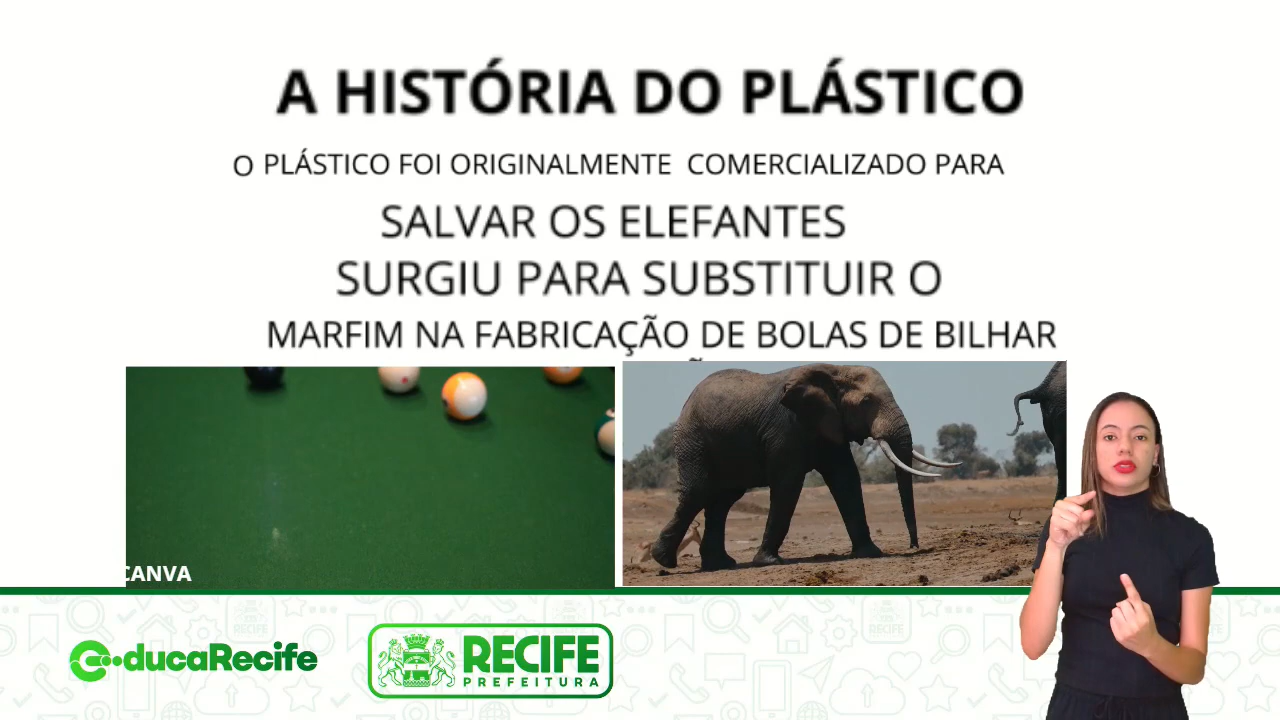 A HISTÓRIA DO PLÁSTICO
O PLÁSTICO FOI ORIGINALMENTE COMERCIALIZADO PARA
SALVAR OS ELEFANTES
SURGIU PARA SUBSTITUIR O
MARFIM NA FABRICAÇÃO DE BOLAS DE BILHAR
CANVA
ducaRecife
RECIFE
PREFEITURA